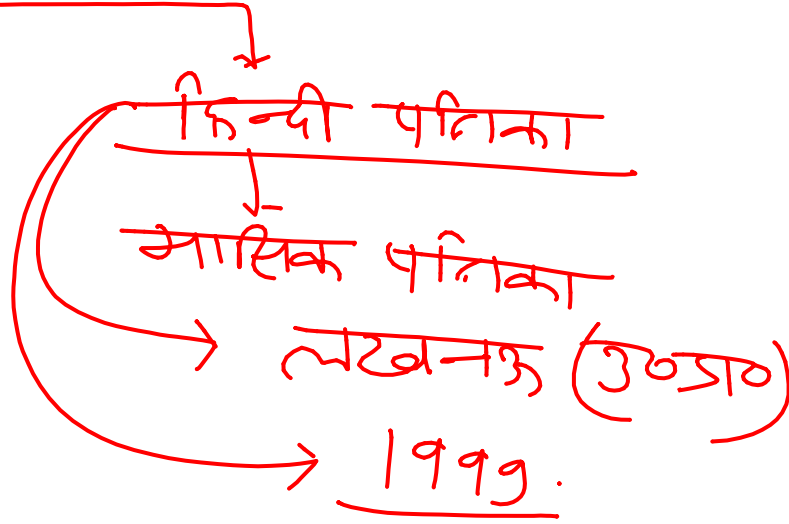 हिन्दी पत्रिका
मासिक पत्रिका
लखनऊ (उ०प्र०)
1999.